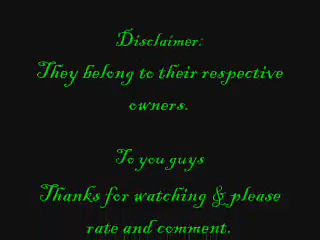 Disclaimer:
They belong to their respective
owners.
To you guys
Thanks for watching & please
rate and comment.